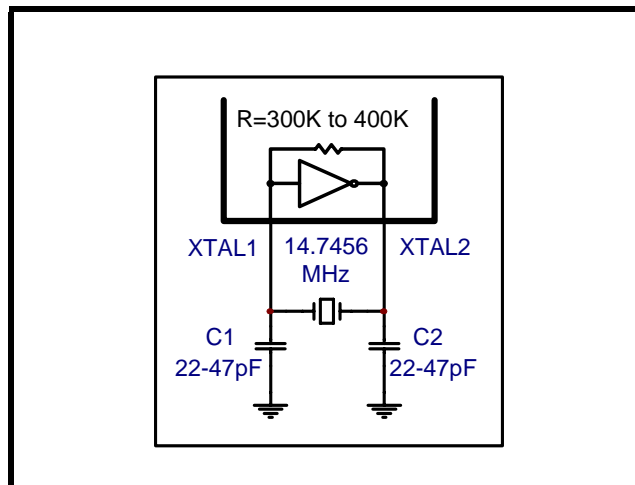 R=300K to 400K
XTAL1
14.7456
MHz
XTAL2
C1
22-47pF
C2
22-47pF